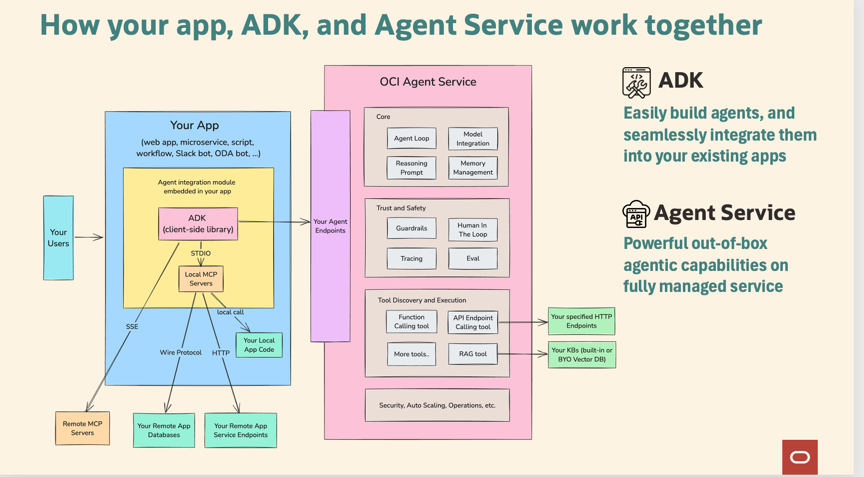 How your app, ADK, and Agent Service work together
OCI Agent Service
Your App
(web app, microservice, script,
workflow, Slack bot, ODA bot, ...)
Agent integration module
embedded in your app
ADK
(client-side library)
STDIO
Local MCP
Servers
local call
Your Local
App Code
SSE
Wire Protocol
HTTP
Your
Users
Remote MCP
Servers
Your Remote App
Databases
Your Remote App
Service Endpoints
Your Agent
Endpoints
Core
Agent Loop
Model
Integration
Reasoning
Prompt
Memory
Management
Trust and Safety
Guardrails
Human In
The Loop
Tracing
Eval
Tool Discovery and Execution
Function
Calling tool
API Endpoint
Calling tool
More tools..
RAG tool
Security, Auto Scaling, Operations, etc.
Your specified HTTP
Endpoints
Your KBs (built-in or
BYO Vector DB)
ADK
Easily build agents, and
seamlessly integrate them
into your existing apps
API
Agent Service
Powerful out-of-box
agentic capabilities on
fully managed service